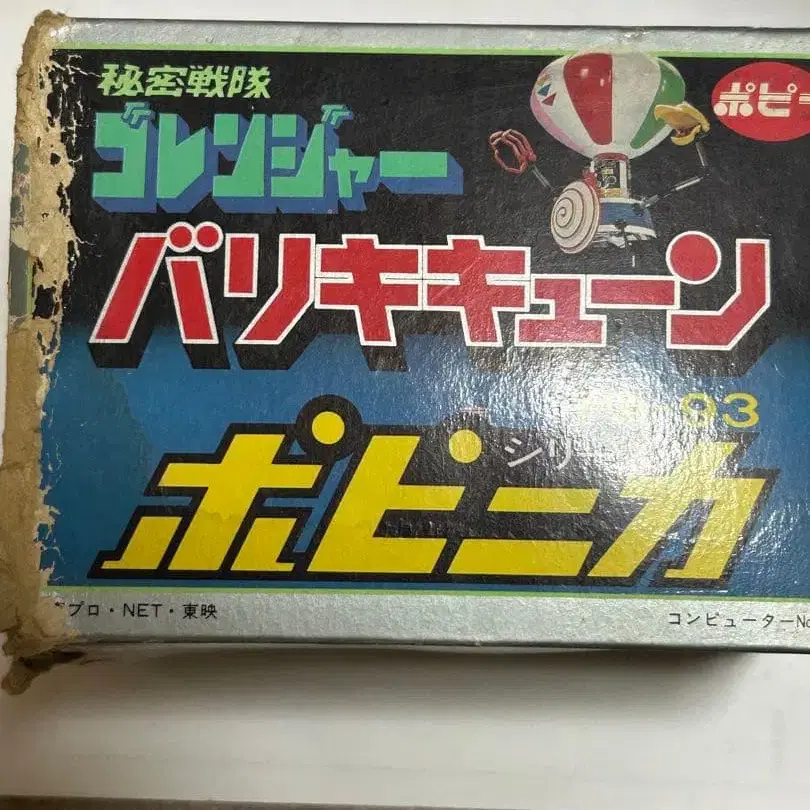 秘密戦隊
ゴレンジャー
ポピ
バリキキューン
93
シリ
ポピニカ
プロ・NET・東映
コンピューターNo